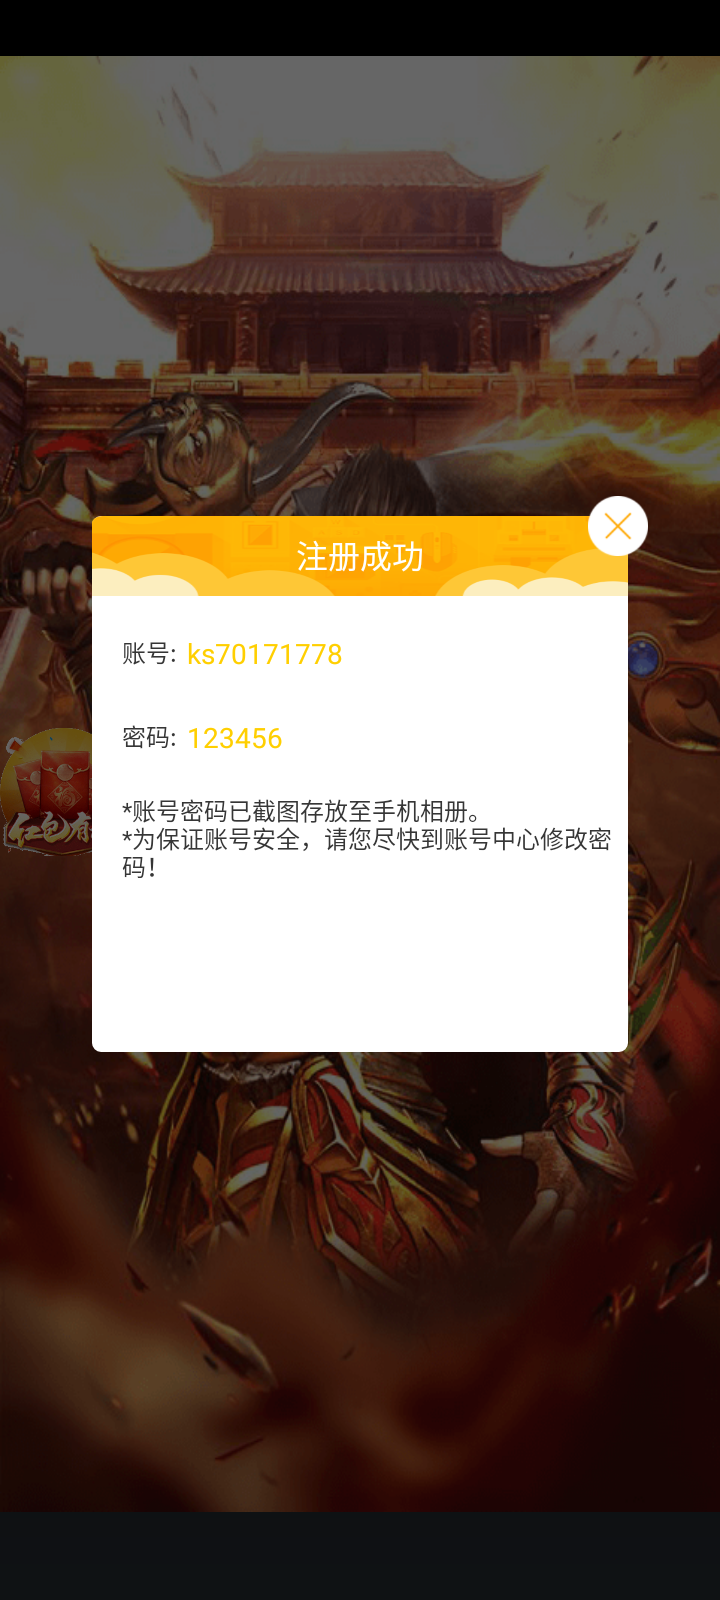 注册成功
账号: ks70171778
密码: 123456
*账号密码已截图存放至手机相册。
*为保证账号安全，请您尽快到账号中心修改密
码！
红包有